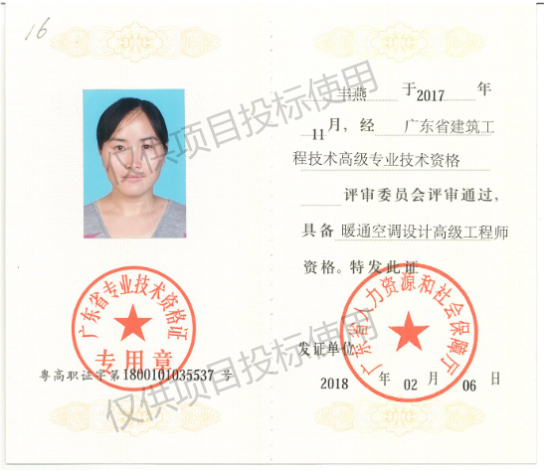 16
仅供项目投标使用
广东省专业技术资格证
专用章
粤高职证字第1800101035537号
韦燕 于2017 年
11月，经 广东省建筑工
程技术高级专业技术资格
评审委员会评审通过，
具备 暖通空调设计高级工程师
资格。特发此证
广东省人力资源和社会保障厅
发证单位
2018 年 02 月 06 日
仅供项目投标使用